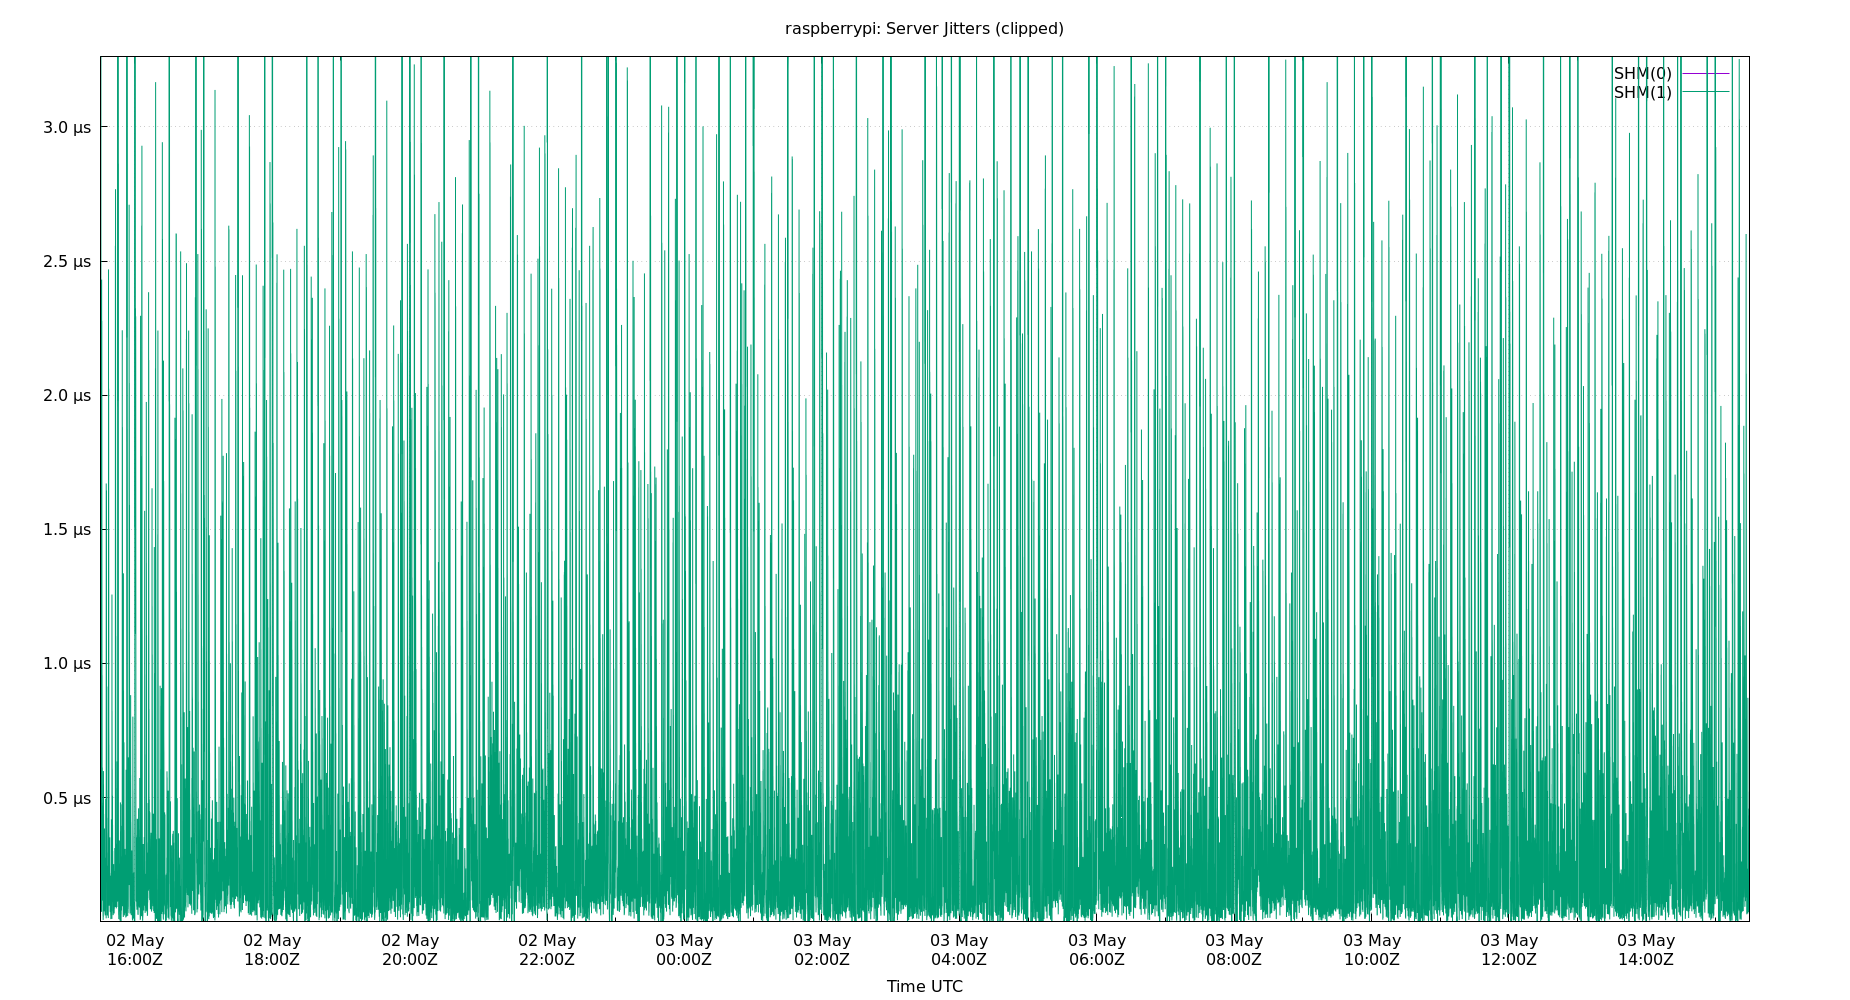 raspberrypi: Server Jitters (clipped)
SHM(0)
SHM(1)
3.0 µs
2.5 µs
2.0 µs
1.5 µs
1.0 µs
0.5 µs
02 May 02 May 02 May 02 May 03 May 03 May 03 May 03 May 03 May 03 May 03 May 03 May
16:00Z 18:00Z 20:00Z 22:00Z 00:00Z 02:00Z 04:00Z 06:00Z 08:00Z 10:00Z 12:00Z 14:00Z
Time UTC